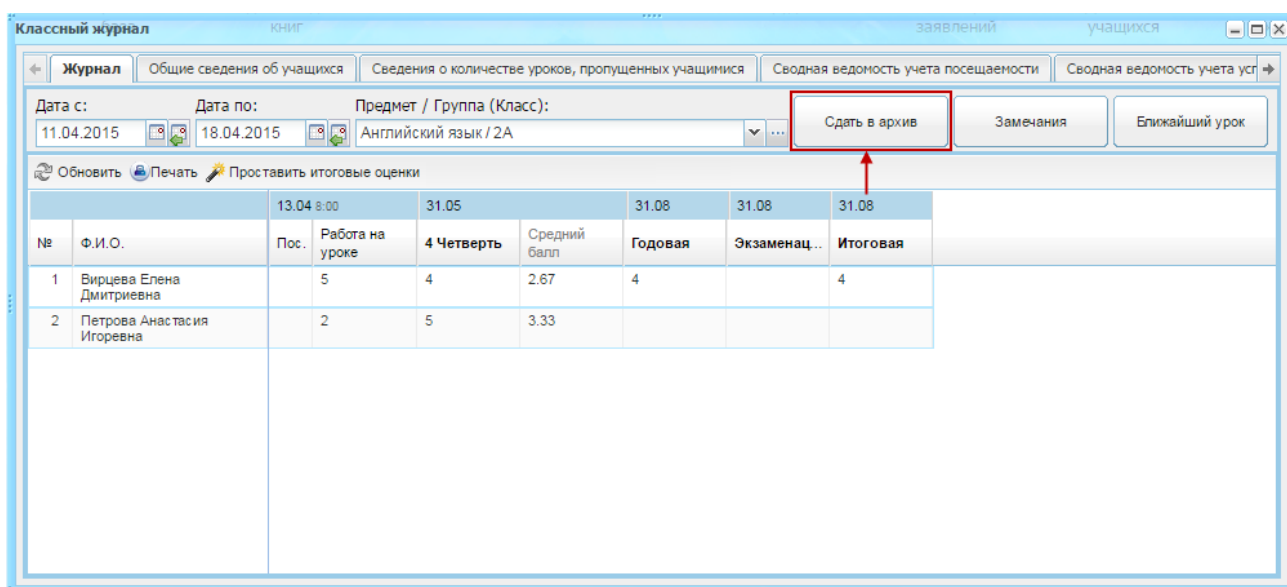 Классный журнал
книг
заявлений
учащихся
Журнал Общие сведения об учащихся Сведения о количестве уроков, пропущенных учащимися Сводная ведомость учета посещаемости Сводная ведомость учета усг
Дата с: Дата по: Предмет / Группа (Класс):
11.04.2015 18.04.2015 Английский язык / 2А ... Сдать в архив Замечания Ближайший урок
Обновить Печать Проставить итоговые оценки
13.04 8:00 31.05 31.08 31.08 31.08
№ Ф.И.О. Пос. Работа на уроке 4 Четверть Средний балл Годовая Экзаменац... Итоговая
1 Вирцева Елена Дмитриевна 5 4 2.67 4 4
2 Петрова Анастасия Игоревна 2 5 3.33